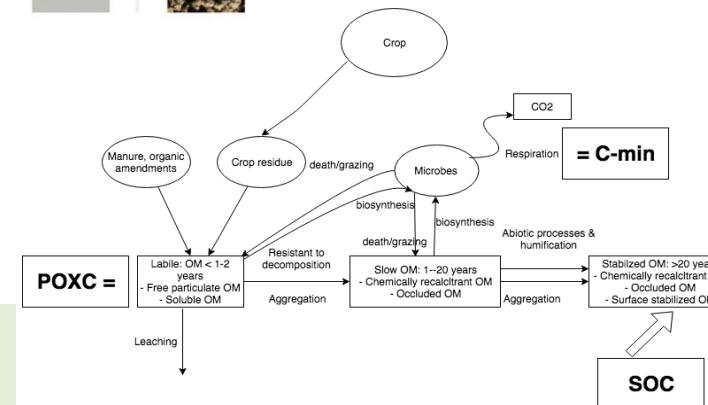 Crop
CO2
Respiration
= C-min
Manure, organic
amendments
Crop residue
death/grazing
Microbes
biosynthesis
biosynthesis
death/grazing
Abiotic processes &
humification
Resistant to
decomposition
Aggregation
POXC =
Labile: OM < 1-2
years
- Free particulate OM
- Soluble OM
Slow OM: 1--20 years
- Chemically recalcltrant OM
- Occluded OM
Aggregation
Stabilzed OM: >20 yea
- Chemically recalcltrant
- Occluded OM
- Surface stabilized O
Leaching
SOC